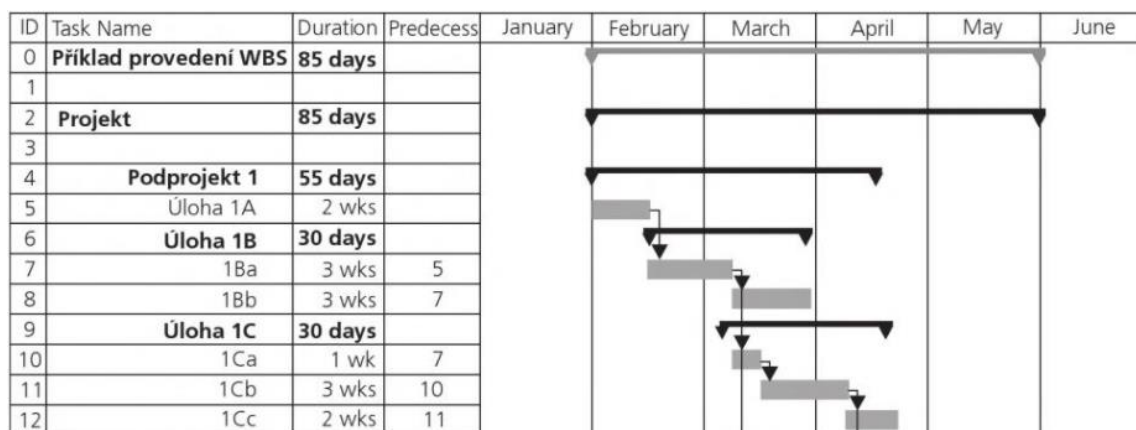 ID Task Name Duration Predecess January February March April May June
0 Příklad provedení WBS 85 days
1
2 Projekt 85 days
3
4 Podprojekt 1 55 days
5 Úloha 1A 2 wks
6 Úloha 1B 30 days
7 1Ba 3 wks 5
8 1Bb 3 wks 7
9 Úloha 1C 30 days
10 1Ca 1 wk 7
11 1Cb 3 wks 10
12 1Cc 2 wks 11